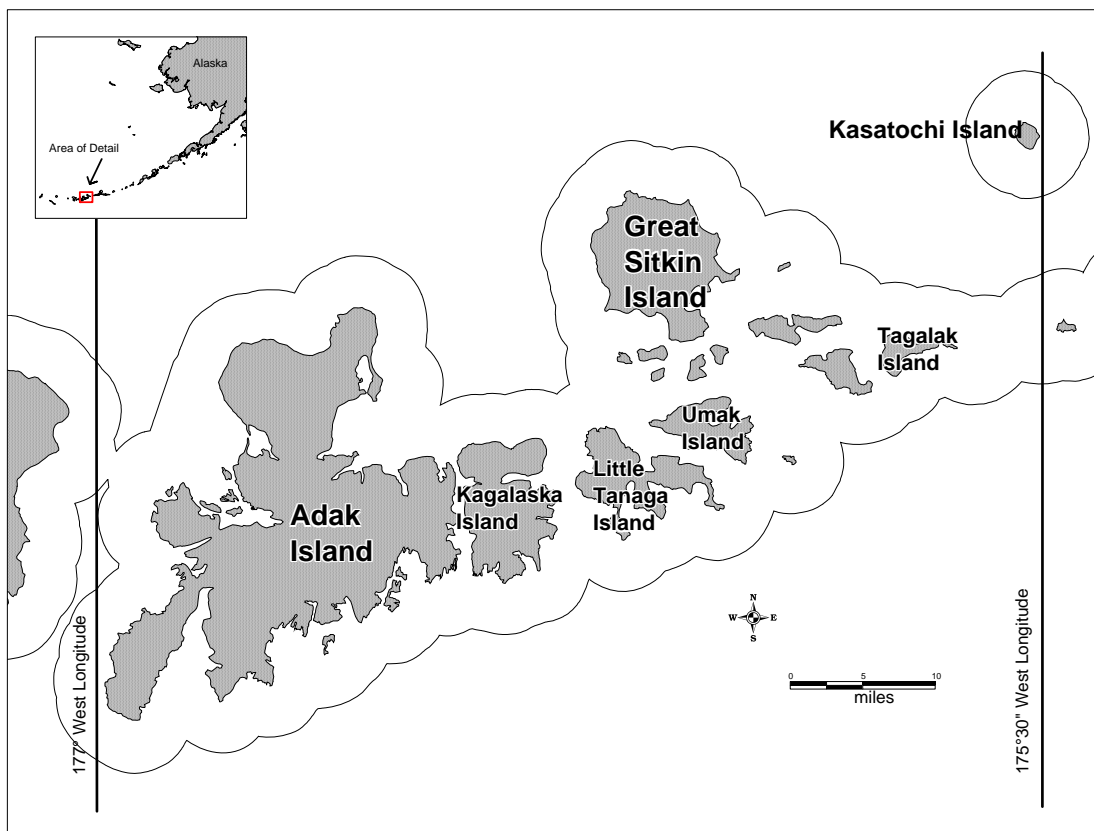 Alaska
Area of Detail
Kasatochi Island
Great
Sitkin
Island
Tagalak
Island
Umak
Island
Little
Tanaga
Island
Kagalaska
Island
Adak
Island
N
W E
S
0 5 10
miles
177° West Longitude
175°30" West Longitude